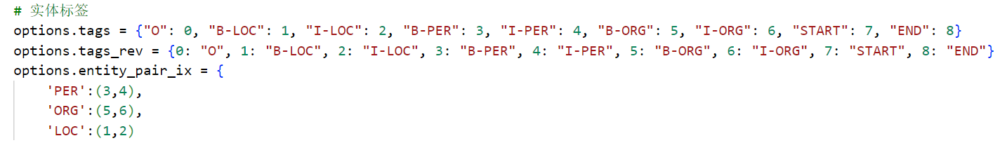 # 实体标签
options.tags = {"O": 0, "B-LOC": 1, "I-LOC": 2, "B-PER": 3, "I-PER": 4, "B-ORG": 5, "I-ORG": 6, "START": 7, "END": 8}
options.tags_rev = {0: "O", 1: "B-LOC", 2: "I-LOC", 3: "B-PER", 4: "I-PER", 5: "B-ORG", 6: "I-ORG", 7: "START", 8: "END"}
options.entity_pair_ix = {
    'PER':(3,4),
    'ORG':(5,6),
    'LOC':(1,2)